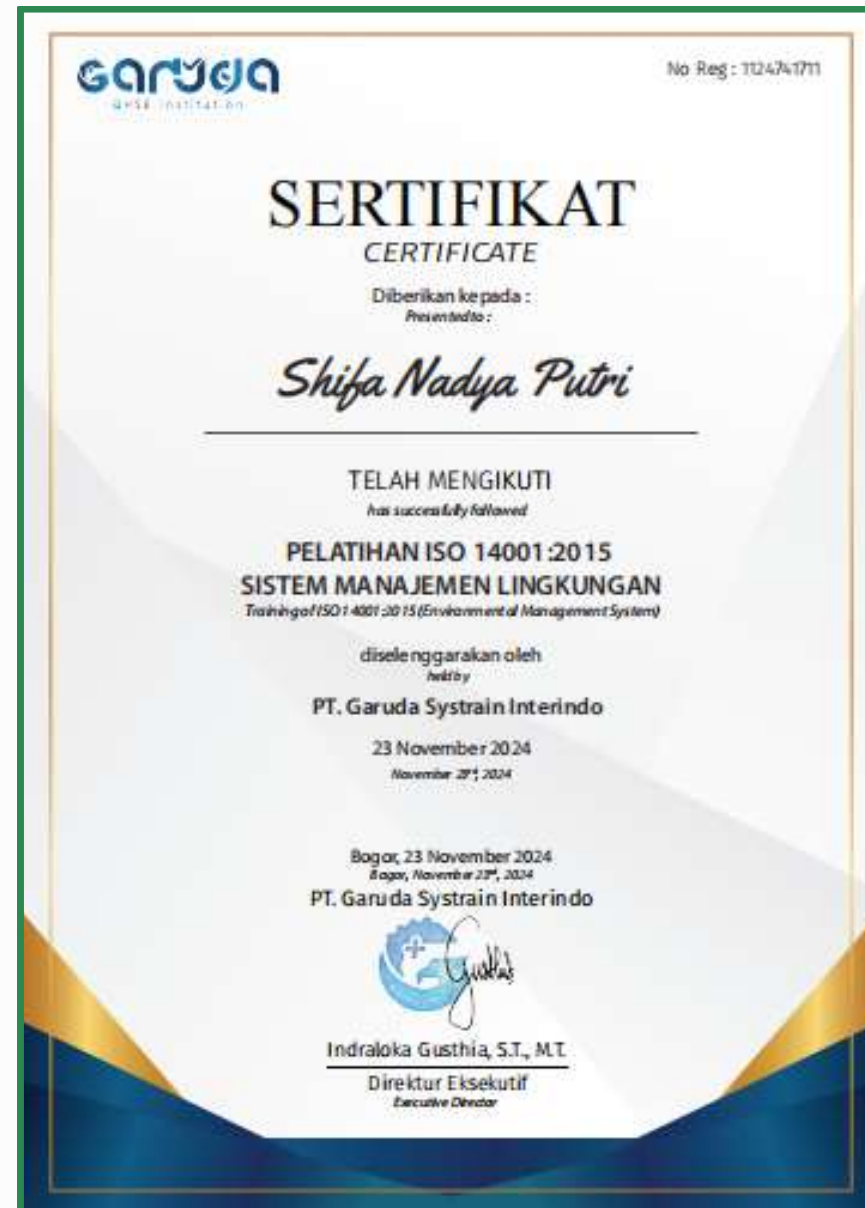 garuda
QHSE Institution
No Reg : 1124741711
SERTIFIKAT
CERTIFICATE
Diberikan kepada :
Presented to :
Shifa Nadya Putri
TELAH MENGIKUTI
has successfully followed
PELATIHAN ISO 14001:2015
SISTEM MANAJEMEN LINGKUNGAN
Training of ISO 14001:2015 (Environmental Management System)
diselenggarakan oleh
held by
PT. Garuda Systrain Interindo
23 November 2024
November 23rd, 2024
Bogor, 23 November 2024
Bogor, November 23rd, 2024
PT. Garuda Systrain Interindo
Indraloka Gusthia, S.T., M.T.
Direktur Eksekutif
Executive Director